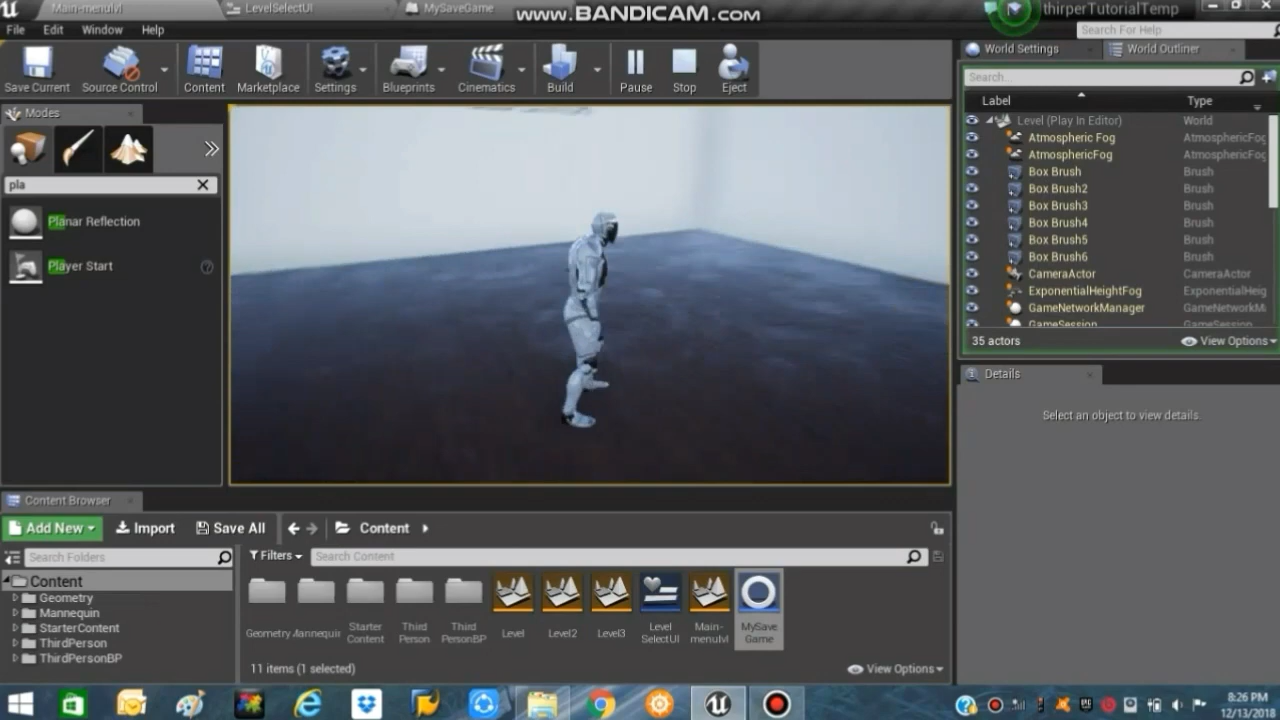 Main-menulvl
LevelSelectUI
MySaveGame
www.BANDICAM.com
thirperTutorialTemp
File Edit Window Help
Search For Help
Save Current
Source Control
Content
Marketplace
Settings
Blueprints
Cinematics
Build
Pause
Stop
Eject
World Settings
World Outliner
Search...
Label Type
Level (Play In Editor) World
Atmospheric Fog AtmosphericFog
AtmosphericFog AtmosphericFog
Box Brush Brush
Box Brush2 Brush
Box Brush3 Brush
Box Brush4 Brush
Box Brush5 Brush
Box Brush6 Brush
CameraActor CameraActor
ExponentialHeightFog ExponentialHeig
GameNetworkManager GameNetworkM
GameSession GameSession
35 actors
View Options
Details
Select an object to view details.
Modes
pla
Planar Reflection
Player Start
Content Browser
Add New
Import
Save All
Content
Search Folders
Filters
Search Content
Content
Geometry
Mannequin
StarterContent
ThirdPerson
ThirdPersonBP
Geometry
Mannequin
Starter
Content
Third
Person
Third
PersonBP
Level
Level2
Level3
Level
SelectUI
Main-
menulvl
MySave
Game
11 items (1 selected)
View Options
8:26 PM
12/13/2018